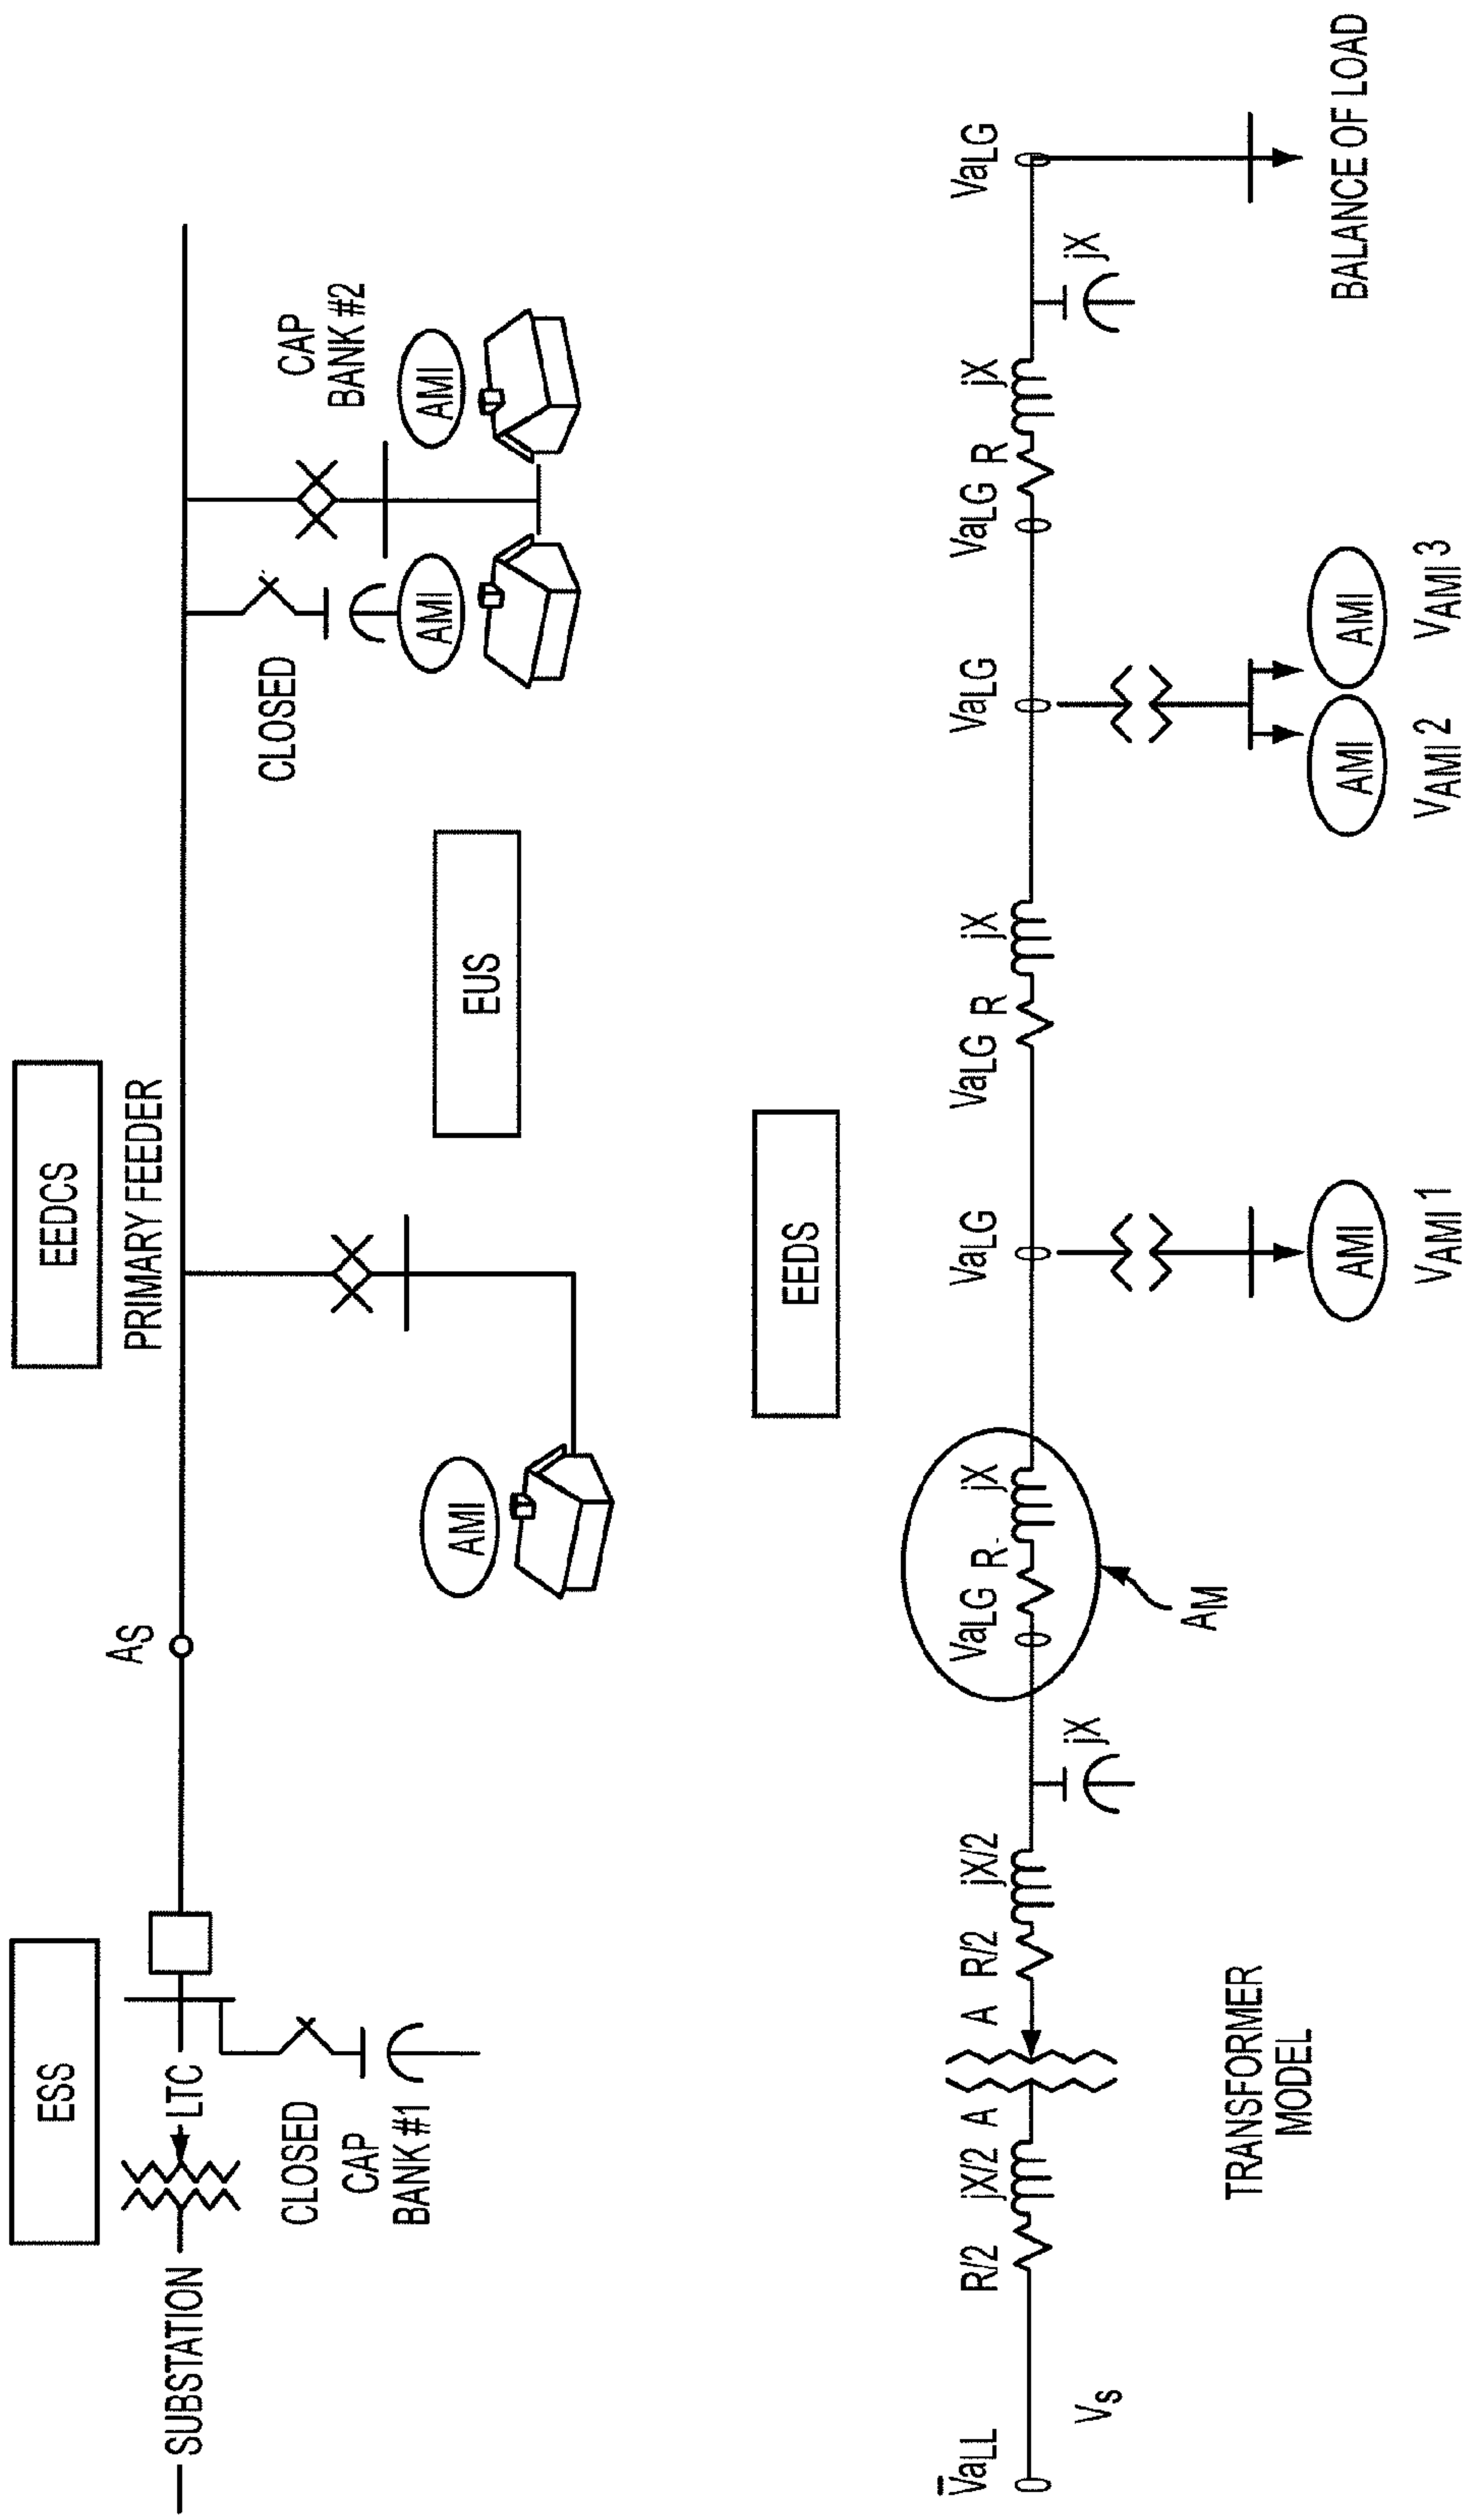 ESS
EEDCS
SUBSTATION
LTC
AS
PRIMARY FEEDER
CLOSED
CAP
BANK #1
CLOSED
CAP
BANK #2
AMI
AMI
AMI
EUS
EEDS
VaLL
R/2
jX/2
A
A
R/2
jX/2
VaLG
R
jX
VaLG
VaLG
R
jX
VaLG
VaLG
R
jX
VaLG
VS
jX
jX
AM
TRANSFORMER
MODEL
AMI
AMI
AMI
BALANCE OF LOAD
VAMI 1
VAMI 2
VAMI 3